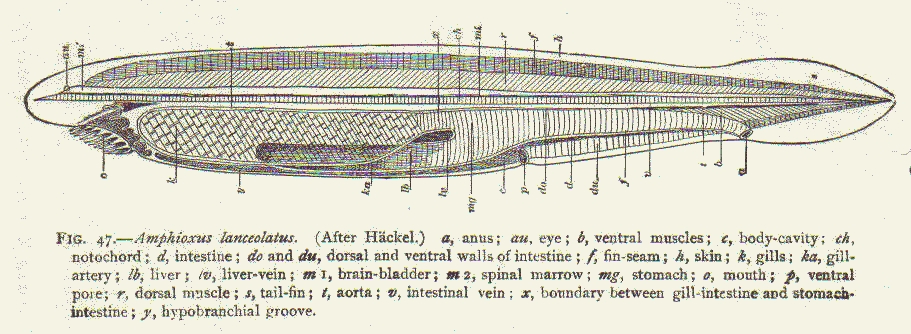 au m1 t x ch m2 r f h
s
o k y ka lb lv mg c p do d du f v t b a
FIG. 47.—Amphioxus lanceolatus. (After Häckel.) a, anus; au, eye; b, ventral muscles; c, body-cavity; ch,
notochord; d, intestine; do and du, dorsal and ventral walls of intestine; f, fin-seam; h, skin; k, gills; ka, gill-
artery; lb, liver; lv, liver-vein; m 1, brain-bladder; m 2, spinal marrow; mg, stomach; o, mouth; p, ventral
pore; r, dorsal muscle; s, tail-fin; t, aorta; v, intestinal vein; x, boundary between gill-intestine and stomach-
intestine; y, hypobranchial groove.